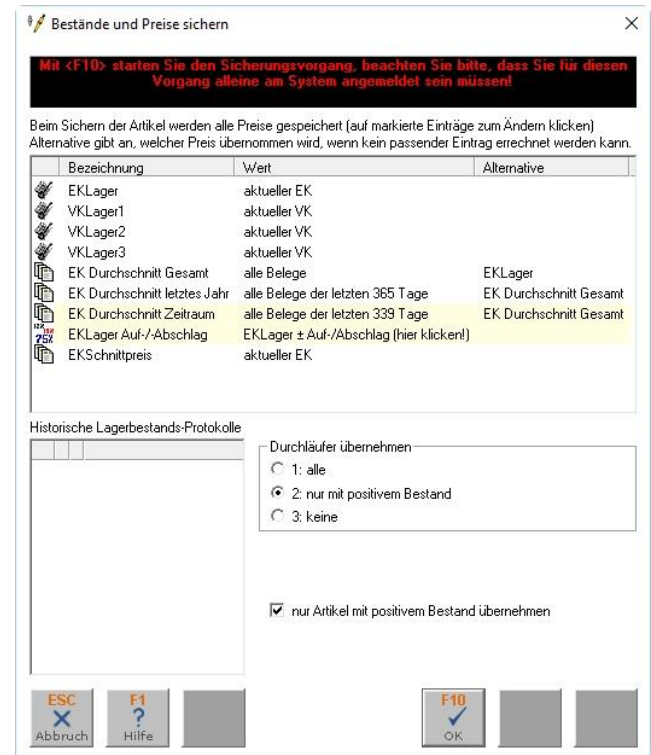 Bestände und Preise sichern
Mit <F10> starten Sie den Sicherungsvorgang, beachten Sie bitte, dass Sie für diesen
Vorgang alleine am System angemeldet sein müssen!
Beim Sichern der Artikel werden alle Preise gespeichert (auf markierte Einträge zum Ändern klicken)
Alternative gibt an, welcher Preis übernommen wird, wenn kein passender Eintrag errechnet werden kann.
Bezeichnung Wert Alternative
EKLager aktueller EK
VKLager1 aktueller VK
VKLager2 aktueller VK
VKLager3 aktueller VK
EK Durchschnitt Gesamt alle Belege EKLager
EK Durchschnitt letztes Jahr alle Belege der letzten 365 Tage EK Durchschnitt Gesamt
EK Durchschnitt Zeitraum alle Belege der letzten 339 Tage EK Durchschnitt Gesamt
75% EKLager Auf-/-Abschlag EKLager ± Auf-/Abschlag (hier klicken!)
EKSchnittpreis aktueller EK
Historische Lagerbestands-Protokolle
Durchläufer übernehmen
1: alle
2: nur mit positivem Bestand
3: keine
nur Artikel mit positivem Bestand übernehmen
ESC F1 F10
?
Abbruch Hilfe OK